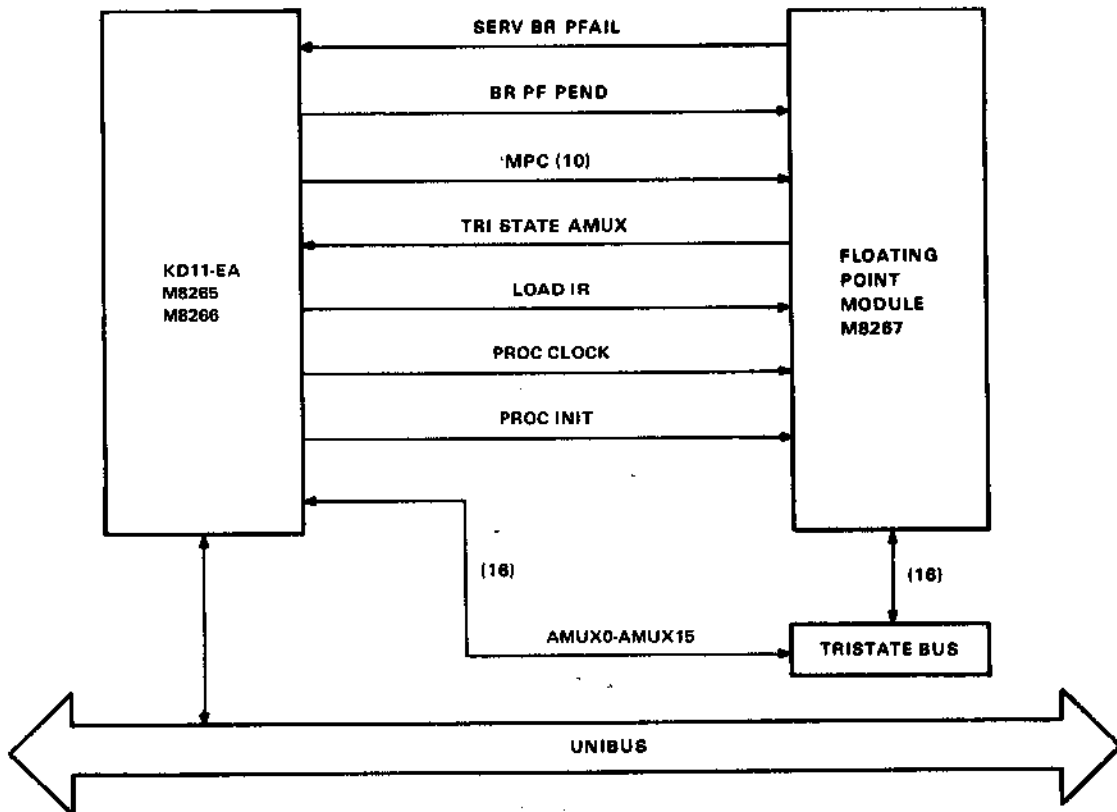 SERV BR PFAIL
BR PF PEND
MPC (10)
TRI STATE AMUX
KD11-EA
M8265
M8266
FLOATING
POINT
MODULE
M8267
LOAD IR
PROC CLOCK
PROC INIT
(16)
(16)
AMUX0-AMUX15
TRISTATE BUS
UNIBUS